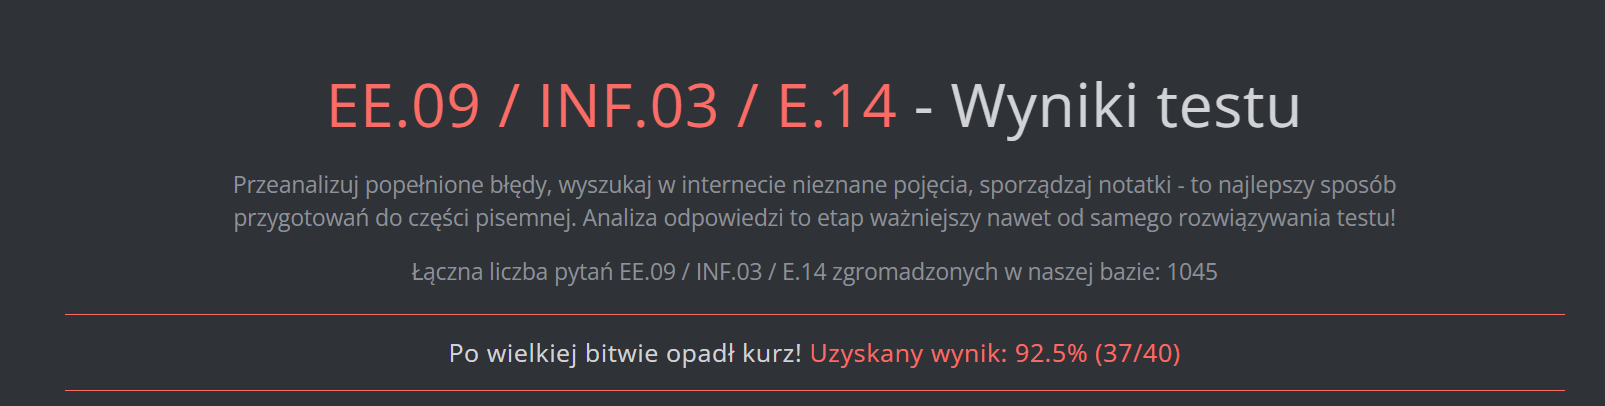 EE.09 / INF.03 / E.14 - Wyniki testu
Przeanalizuj popełnione błędy, wyszukaj w internecie nieznane pojęcia, sporządzaj notatki - to najlepszy sposób
przygotowań do części pisemnej. Analiza odpowiedzi to etap ważniejszy nawet od samego rozwiązywania testu!
Łączna liczba pytań EE.09 / INF.03 / E.14 zgromadzonych w naszej bazie: 1045
Po wielkiej bitwie opadł kurz! Uzyskany wynik: 92.5% (37/40)